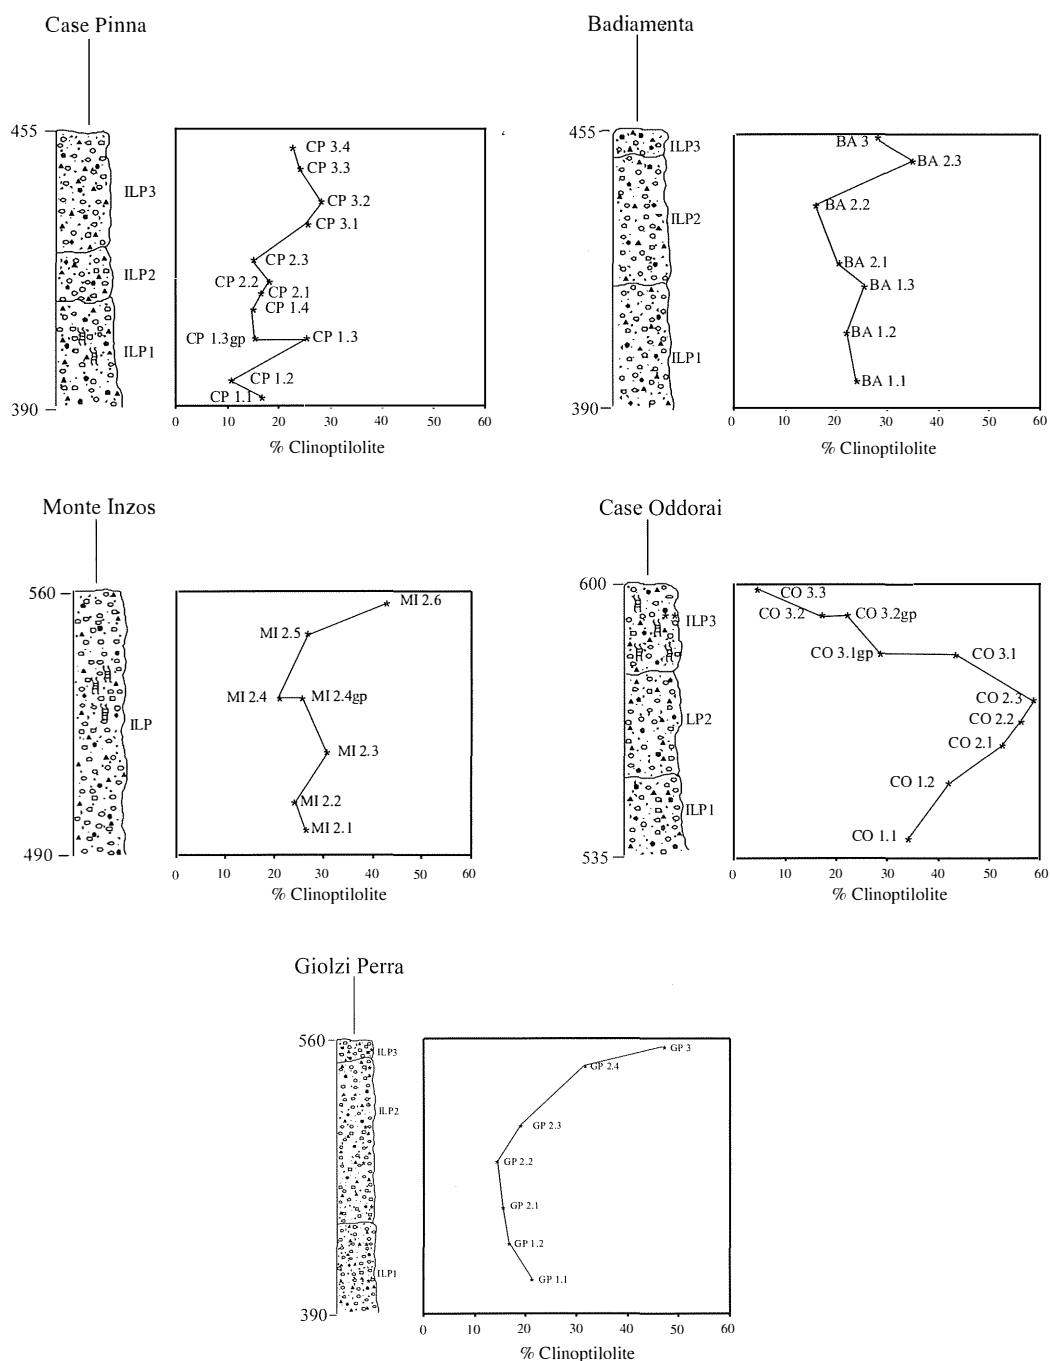 Case Pinna
455
ILP3
ILP2
ILP1
390
CP 3.4
CP 3.3
CP 3.2
CP 3.1
CP 2.3
CP 2.2
CP 2.1
CP 1.4
CP 1.3gp CP 1.3
CP 1.2
CP 1.1
0 10 20 30 40 50 60
% Clinoptilolite
Badiamenta
455
ILP3
ILP2
ILP1
390
BA 3
BA 2.3
BA 2.2
BA 2.1
BA 1.3
BA 1.2
BA 1.1
0 10 20 30 40 50 60
% Clinoptilolite
Monte Inzos
560
ILP
490
MI 2.6
MI 2.5
MI 2.4 MI 2.4gp
MI 2.3
MI 2.2
MI 2.1
0 10 20 30 40 50 60
% Clinoptilolite
Case Oddorai
600
ILP3
LP2
ILP1
535
CO 3.3
CO 3.2 CO 3.2gp
CO 3.1gp CO 3.1
CO 2.3
CO 2.2
CO 2.1
CO 1.2
CO 1.1
0 10 20 30 40 50 60
% Clinoptilolite
Giolzi Perra
560
ILP3
ILP2
ILP1
390
GP 3
GP 2.4
GP 2.3
GP 2.2
GP 2.1
GP 1.2
GP 1.1
0 10 20 30 40 50 60
% Clinoptilolite